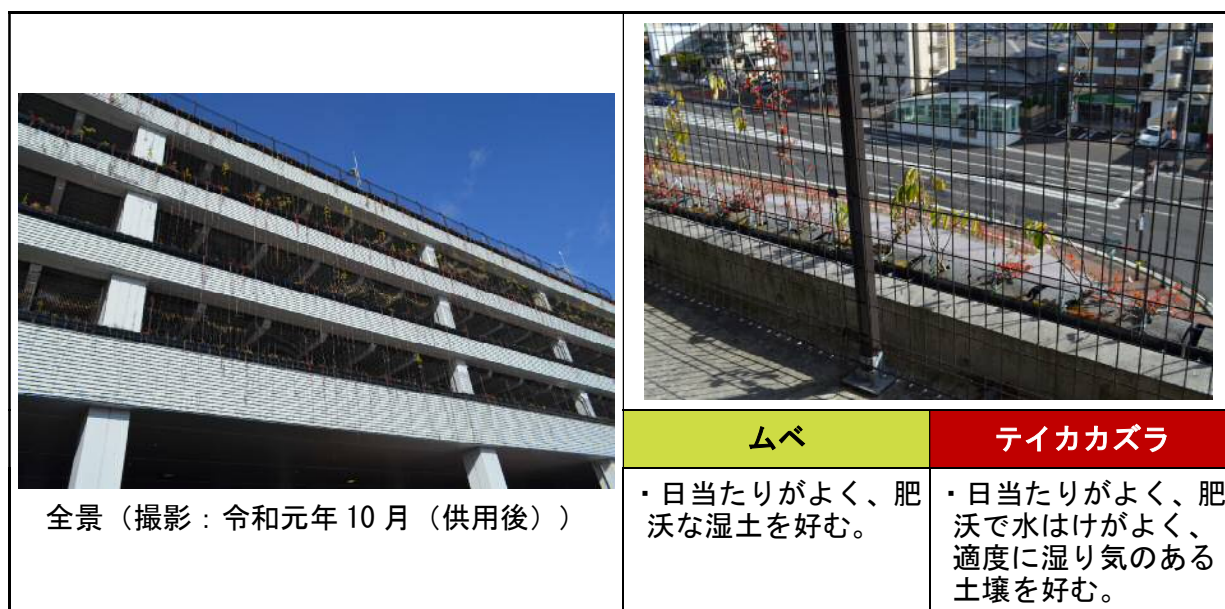 全景（撮影：令和元年 10 月（供用後））
ムベ
・日当たりがよく、肥
沃な湿土を好む。
テイカカズラ
・日当たりがよく、肥
沃で水はけがよく、
適度に湿り気のある
土壌を好む。